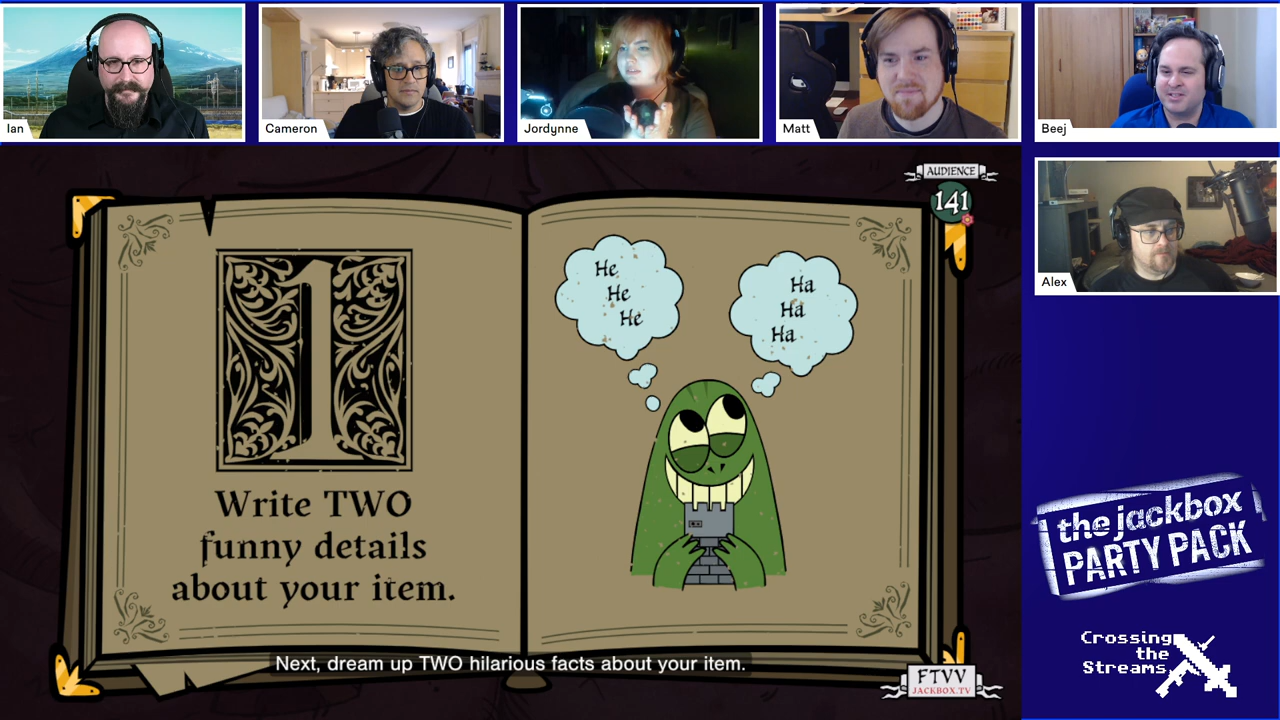 Ian
Cameron
Jordynne
Matt
Beej
AUDIENCE
141
Alex
1
Write TWO
funny details
about your item.
He
He
He
Ha
Ha
Ha
Next, dream up TWO hilarious facts about your item.
FTVV
JACKBOX.TV
the jackbox
PARTY PACK
Crossing
the
Streams